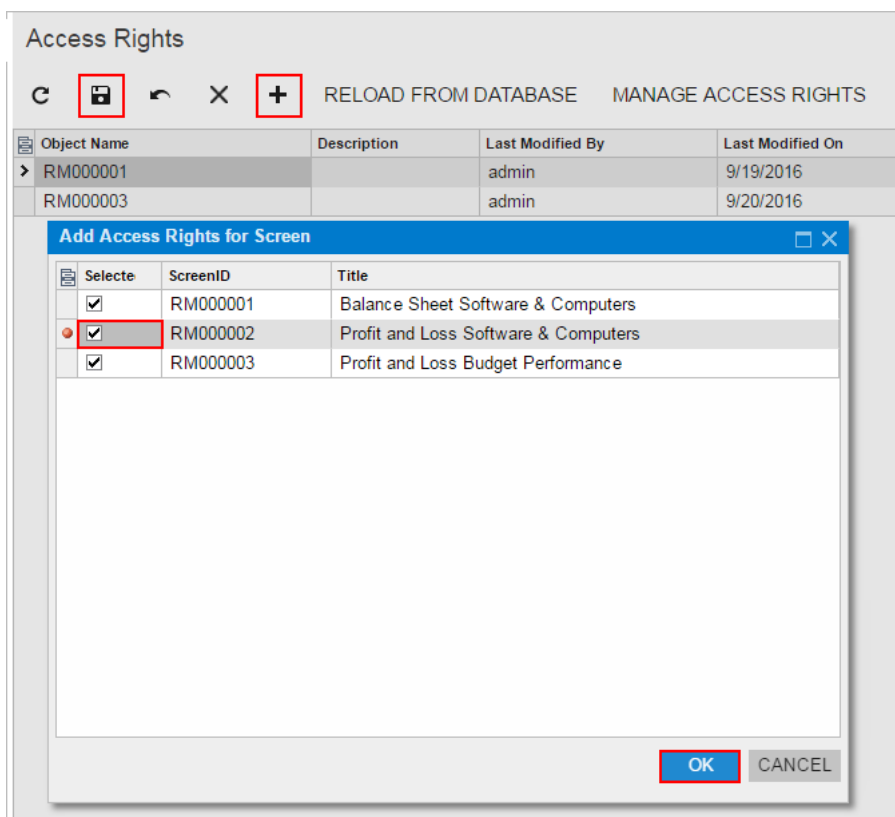 Access Rights
RELOAD FROM DATABASE MANAGE ACCESS RIGHTS
Object Name Description Last Modified By Last Modified On
RM000001 admin 9/19/2016
RM000003 admin 9/20/2016
Add Access Rights for Screen
Selecte ScreenID Title
RM000001 Balance Sheet Software & Computers
RM000002 Profit and Loss Software & Computers
RM000003 Profit and Loss Budget Performance
OK CANCEL